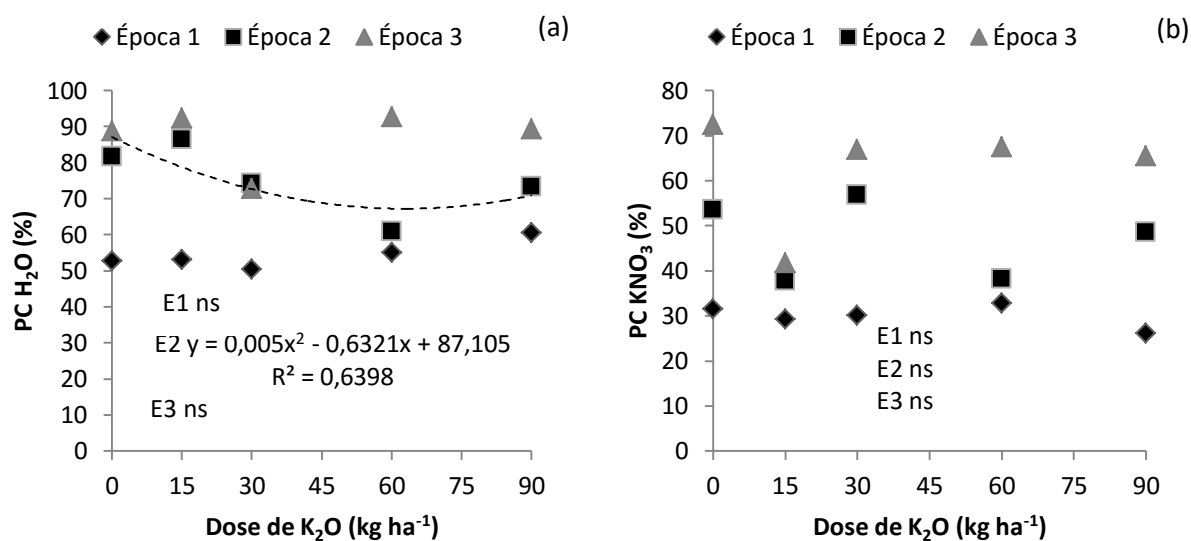 Época 1 Época 2 Época 3 (a)
PC H₂O (%)
100
90
80
70
60
50
40
30
20
10
0
E1 ns
E2 y = 0,005x² - 0,6321x + 87,105
R² = 0,6398
E3 ns
0 15 30 45 60 75 90
Dose de K₂O (kg ha⁻¹)
Época 1 Época 2 Época 3 (b)
PC KNO₃ (%)
80
70
60
50
40
30
20
10
0
E1 ns
E2 ns
E3 ns
0 15 30 45 60 75 90
Dose de K₂O (kg ha⁻¹)